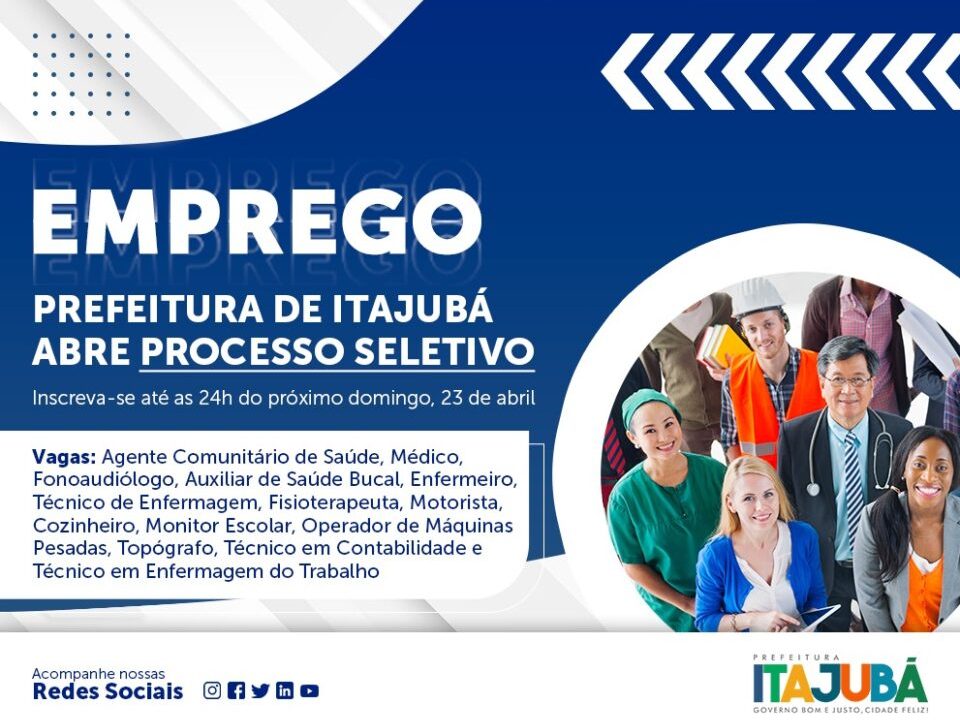 EMPREGO
PREFEITURA DE ITAJUBÁ
ABRE PROCESSO SELETIVO
Inscreva-se até as 24h do próximo domingo, 23 de abril
Vagas: Agente Comunitário de Saúde, Médico,
Fonoaudiólogo, Auxiliar de Saúde Bucal, Enfermeiro,
Técnico de Enfermagem, Fisioterapeuta, Motorista,
Cozinheiro, Monitor Escolar, Operador de Máquinas
Pesadas, Topógrafo, Técnico em Contabilidade e
Técnico em Enfermagem do Trabalho
Acompanhe nossas
Redes Sociais
PREFEITURA
ITAJUBÁ
GOVERNO BOM E JUSTO, CIDADE FELIZ!